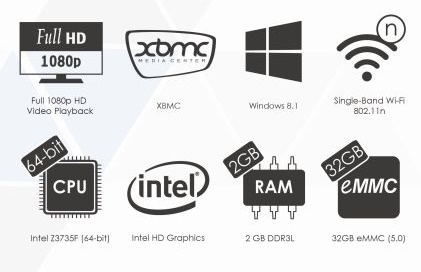 Full HD
1080p
xbmc
MEDIA CENTER
n
Full 1080p HD
Video Playback
XBMC
Windows 8.1
Single-Band Wi-Fi
802.11n
64-bit
CPU
intel
2GB
RAM
32GB
eMMC
Intel Z3735F (64-bit)
Intel HD Graphics
2 GB DDR3L
32GB eMMC (5.0)